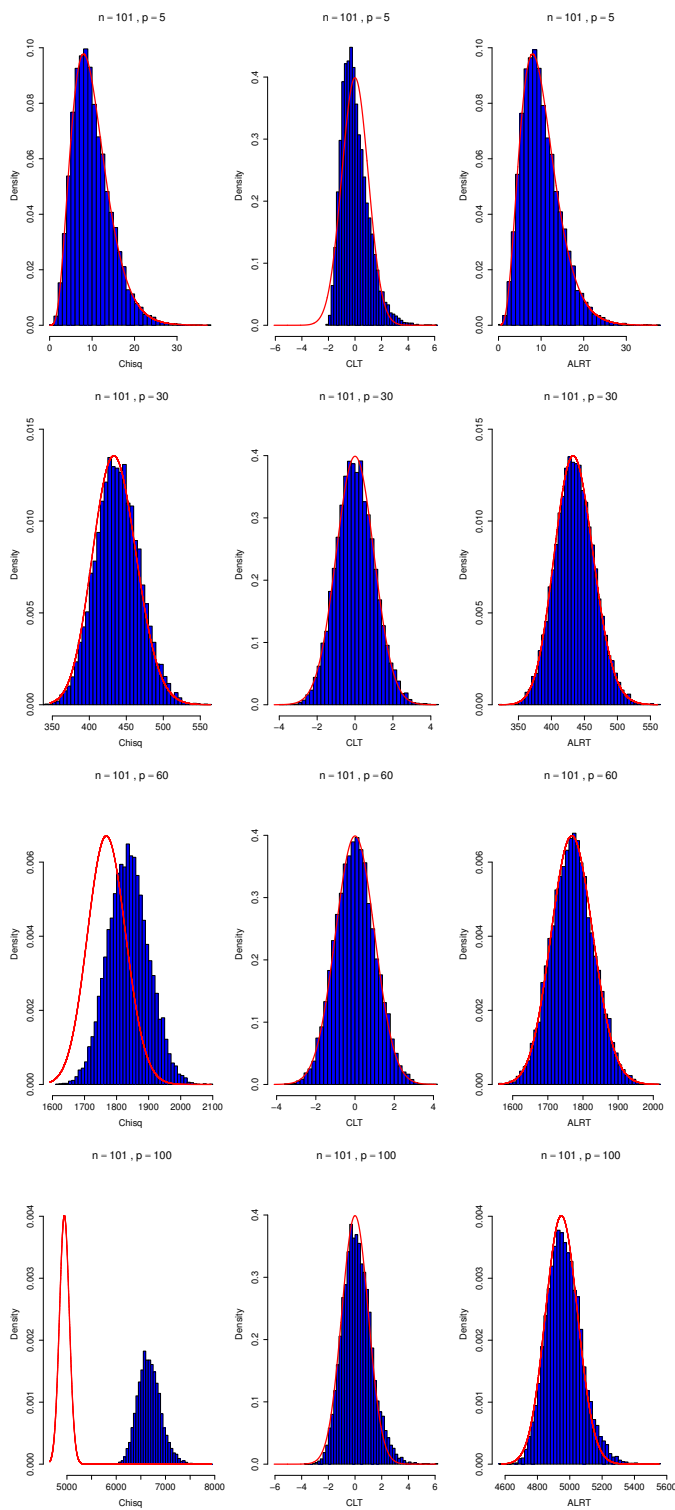 n = 101 , p = 5
n = 101 , p = 5
n = 101 , p = 5
Density
0.00 0.02 0.04 0.06 0.08 0.10
0 10 20 30
Chisq
Density
0.0 0.1 0.2 0.3 0.4
−6 −4 −2 0 2 4 6
CLT
Density
0.00 0.02 0.04 0.06 0.08 0.10
0 10 20 30
ALRT
n = 101 , p = 30
n = 101 , p = 30
n = 101 , p = 30
Density
0.000 0.005 0.010 0.015
350 400 450 500 550
Chisq
Density
0.0 0.1 0.2 0.3 0.4
−4 −2 0 2 4
CLT
Density
0.000 0.005 0.010 0.015
350 400 450 500 550
ALRT
n = 101 , p = 60
n = 101 , p = 60
n = 101 , p = 60
Density
0.000 0.002 0.004 0.006
1600 1700 1800 1900 2000 2100
Chisq
Density
0.0 0.1 0.2 0.3 0.4
−4 −2 0 2 4
CLT
Density
0.000 0.002 0.004 0.006
1600 1700 1800 1900 2000
ALRT
n = 101 , p = 100
n = 101 , p = 100
n = 101 , p = 100
Density
0.000 0.001 0.002 0.003 0.004
5000 6000 7000 8000
Chisq
Density
0.0 0.1 0.2 0.3 0.4
−6 −4 −2 0 2 4 6
CLT
Density
0.000 0.001 0.002 0.003 0.004
4600 4800 5000 5200 5400 5600
ALRT